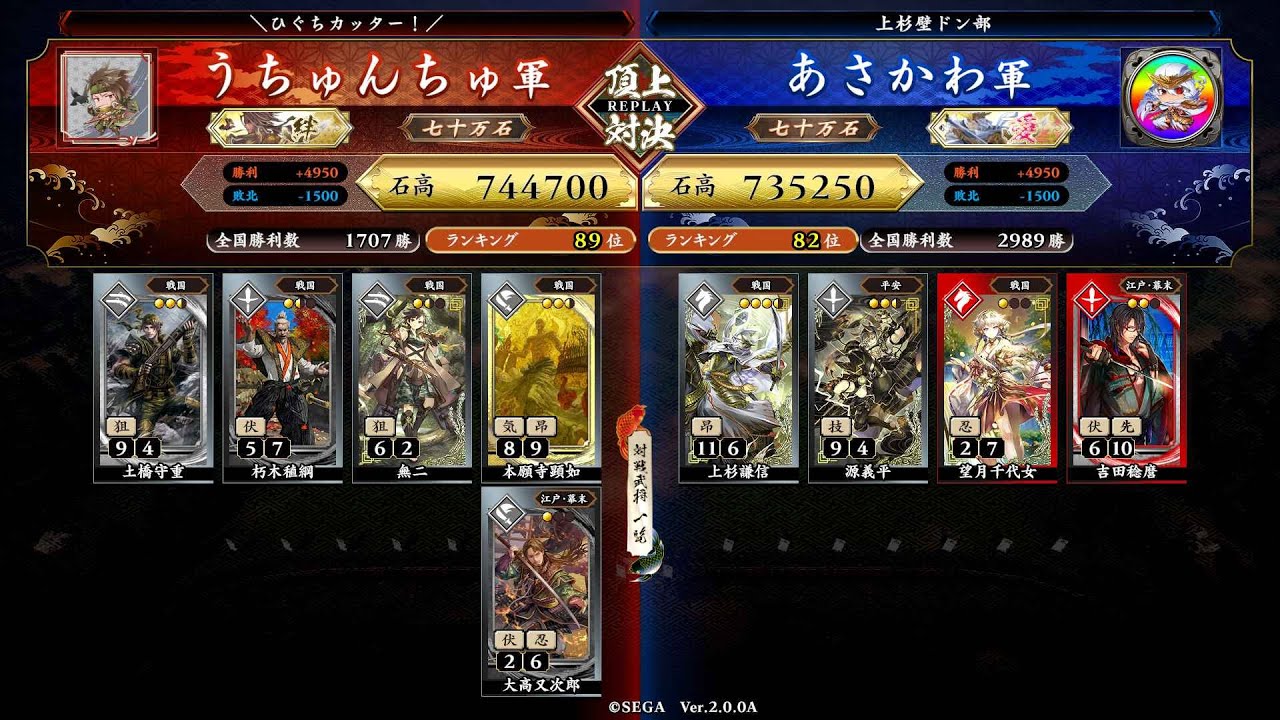 ＼ひぐちカッター！／
上杉壁ドン部
うちゅんちゅ軍
頂上
REPLAY
対決
あさかわ軍
絆
七十万石
七十万石
愛
勝利 +4950
敗北 -1500
石高 744700
石高 735250
勝利 +4950
敗北 -1500
全国勝利数 1707勝
ランキング 89位
ランキング 82位
全国勝利数 2989勝
戦国
狙
9 4
土橋守重
戦国
伏
5 7
朽木稙綱
戦国
狙
6 2
無二
戦国
気 昂
8 9
本願寺顕如
対戦武将一覧
戦国
昂
11 6
上杉謙信
平安
技
9 4
源義平
戦国
忍
2 7
望月千代女
江戸・幕末
伏 先
6 10
吉田稔麿
江戸・幕末
伏 忍
2 6
大高又次郎
©SEGA Ver.2.0.0A